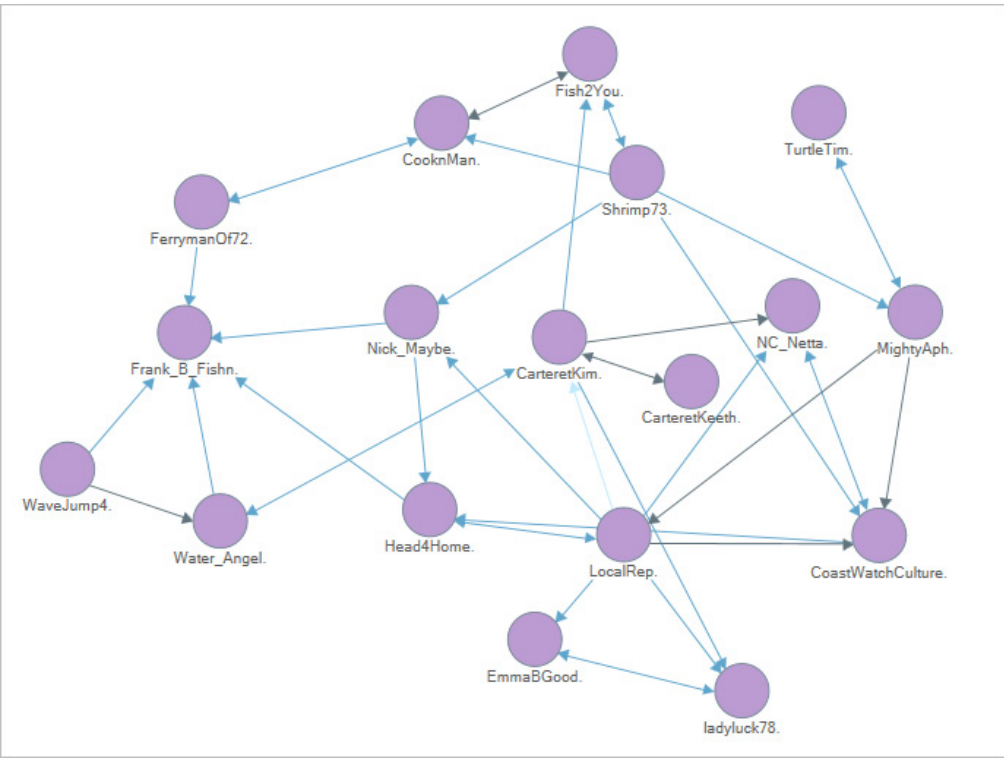 Fish2You.
CooknMan.
TurtleTim.
Shrimp73.
FerrymanOf72.
Nick_Maybe.
NC_Netta.
MightyAph.
Frank_B_Fishn.
CarteretKim.
CarteretKeeth.
WaveJump4.
Water_Angel.
Head4Home.
LocalRep.
CoastWatchCulture.
EmmaBGood.
ladyluck78.